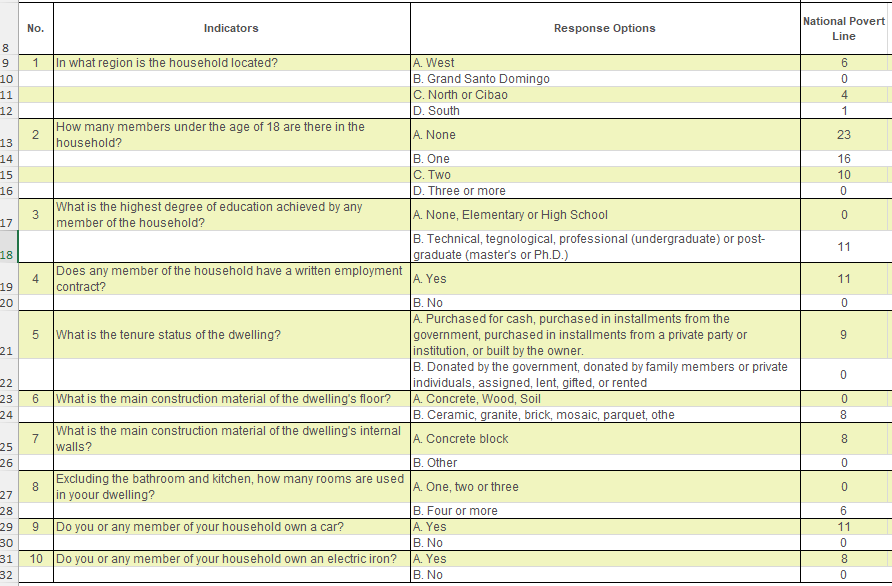 8 No. Indicators Response Options National Povert
Line
9 1 In what region is the household located? A. West 6
10 B. Grand Santo Domingo 0
11 C. North or Cibao 4
12 D. South 1
How many members under the age of 18 are there in the
13 2 household? A. None 23
14 B. One 16
15 C. Two 10
16 D. Three or more 0
What is the highest degree of education achieved by any
17 3 member of the household? A. None, Elementary or High School 0
B. Technical, tegnological, professional (undergraduate) or post-
18 graduate (master's or Ph.D.) 11
Does any member of the household have a written employment
19 4 contract? A. Yes 11
20 B. No 0
A. Purchased for cash, purchased in installments from the
5 What is the tenure status of the dwelling? government, purchased in installments from a private party or 9
21 institution, or built by the owner.
B. Donated by the government, donated by family members or private
22 individuals, assigned, lent, gifted, or rented 0
23 6 What is the main construction material of the dwelling's floor? A. Concrete, Wood, Soil 0
24 B. Ceramic, granite, brick, mosaic, parquet, othe 8
What is the main construction material of the dwelling's internal
25 7 walls? A. Concrete block 8
26 B. Other 0
Excluding the bathroom and kitchen, how many rooms are used
27 8 in yoour dwelling? A. One, two or three 0
28 B. Four or more 6
29 9 Do you or any member of your household own a car? A. Yes 11
30 B. No 0
31 10 Do you or any member of your household own an electric iron? A. Yes 8
32 B. No 0